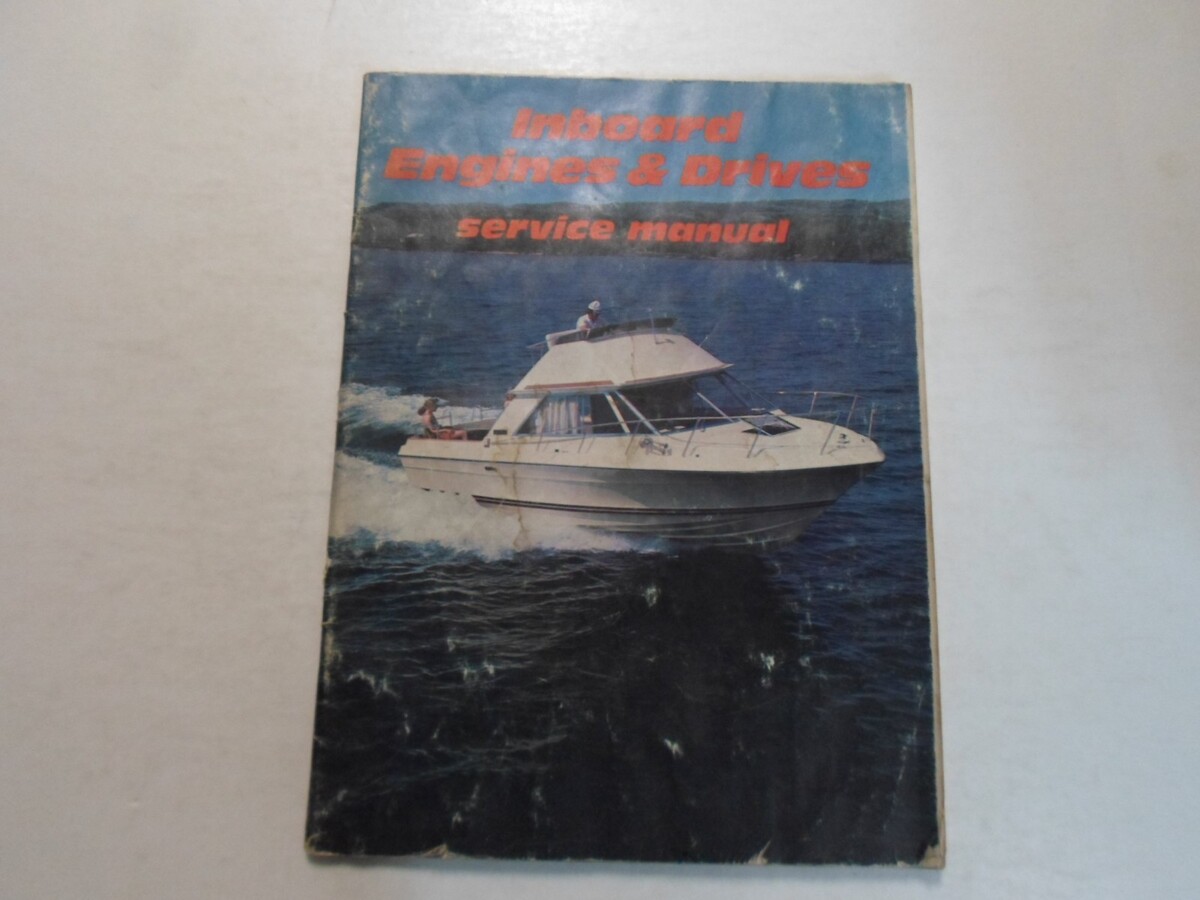 Inboard
Engines & Drives
service manual